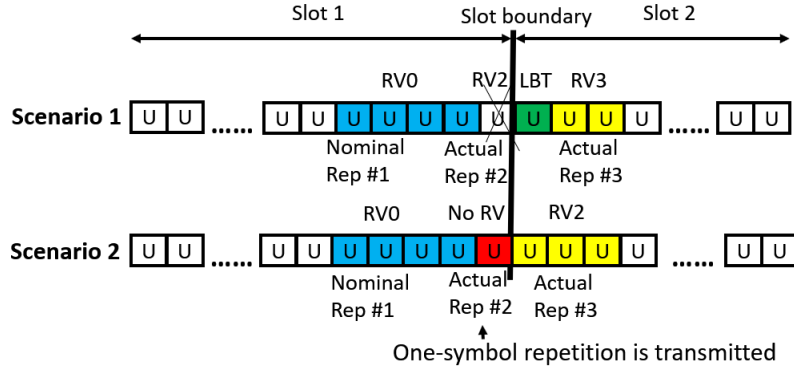 Slot 1
Slot boundary
Slot 2
RV0
RV2
LBT
RV3
Scenario 1
U U ...... U U U U U U U U U U U ...... U U
Nominal
Rep #1
Actual
Rep #2
Actual
Rep #3
RV0
No RV
RV2
Scenario 2
U U ...... U U U U U U U U U U U ...... U U
Nominal
Rep #1
Actual
Rep #2
Actual
Rep #3
One-symbol repetition is transmitted